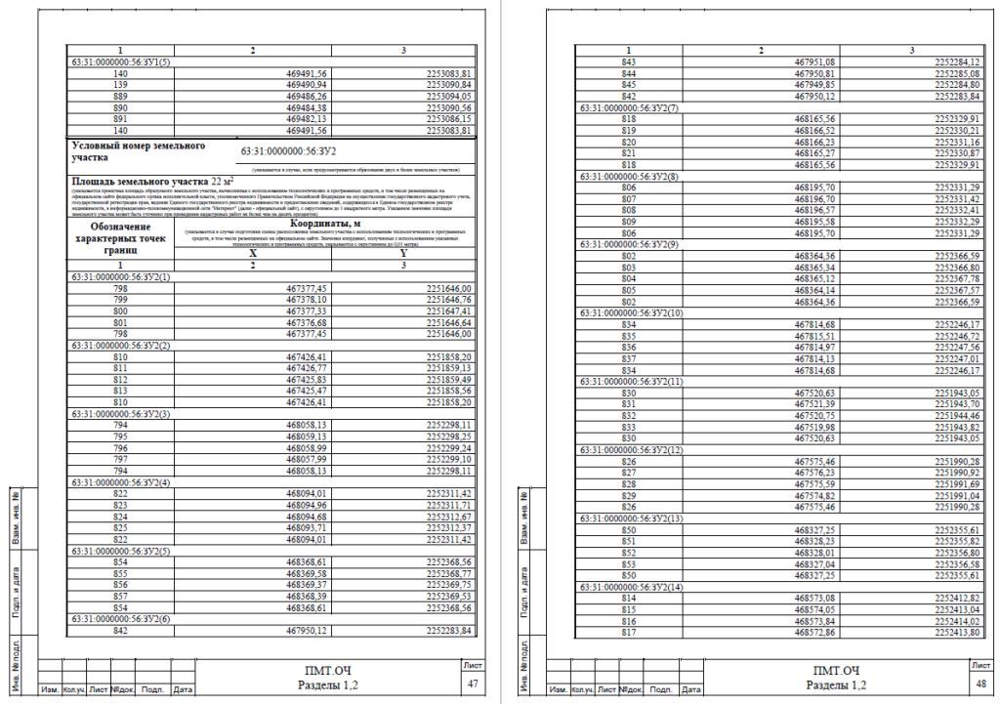 1 2 3
63:31:0000000:56:ЗУ1(5)
140 469491,56 2253083,81
139 469490,94 2253090,84
889 469486,26 2253094,05
890 469484,38 2253090,56
891 469482,13 2253086,15
140 469491,56 2253083,81
Условный номер земельного участка 63:31:0000000:56:ЗУ2
(указывается в случае, если предусматривается образование двух и более земельных участков)
Площадь земельного участка 22 м2
Обозначение характерных точек границ
Координаты, м
X Y
1 2 3
63:31:0000000:56:ЗУ2(1)
798 467377,45 2251646,00
799 467378,10 2251646,76
800 467377,33 2251647,41
801 467376,68 2251646,64
798 467377,45 2251646,00
63:31:0000000:56:ЗУ2(2)
810 467426,41 2251858,20
811 467426,77 2251859,13
812 467425,83 2251859,49
813 467425,47 2251858,56
810 467426,41 2251858,20
63:31:0000000:56:ЗУ2(3)
794 468058,13 2252298,11
795 468059,13 2252298,25
796 468058,99 2252299,24
797 468057,99 2252299,10
794 468058,13 2252298,11
63:31:0000000:56:ЗУ2(4)
822 468094,01 2252311,42
823 468094,96 2252311,71
824 468094,68 2252312,67
825 468093,71 2252312,37
822 468094,01 2252311,42
63:31:0000000:56:ЗУ2(5)
854 468368,61 2252368,56
855 468369,58 2252368,77
856 468369,37 2252369,75
857 468368,39 2252369,53
854 468368,61 2252368,56
63:31:0000000:56:ЗУ2(6)
842 467950,12 2252283,84
Взам. инв. №
Подп. и дата
Инв. №подл.
Изм. Кол.уч. Лист №док. Подп. Дата
ПМТ.ОЧ
Разделы 1,2
Лист
47
1 2 3
843 467951,08 2252284,12
844 467950,81 2252285,08
845 467949,85 2252284,80
842 467950,12 2252283,84
63:31:0000000:56:ЗУ2(7)
818 468165,56 2252329,91
819 468166,52 2252330,21
820 468166,23 2252331,16
821 468165,27 2252330,87
818 468165,56 2252329,91
63:31:0000000:56:ЗУ2(8)
806 468195,70 2252331,29
807 468196,70 2252331,42
808 468196,57 2252332,41
809 468195,58 2252332,29
806 468195,70 2252331,29
63:31:0000000:56:ЗУ2(9)
802 468364,36 2252366,59
803 468365,34 2252366,80
804 468365,12 2252367,78
805 468364,14 2252367,57
802 468364,36 2252366,59
63:31:0000000:56:ЗУ2(10)
834 467814,68 2252246,17
835 467815,51 2252246,72
836 467814,97 2252247,56
837 467814,13 2252247,01
834 467814,68 2252246,17
63:31:0000000:56:ЗУ2(11)
830 467520,63 2251943,05
831 467521,39 2251943,70
832 467520,75 2251944,46
833 467519,98 2251943,82
830 467520,63 2251943,05
63:31:0000000:56:ЗУ2(12)
826 467575,46 2251990,28
827 467576,23 2251990,92
828 467575,59 2251991,69
829 467574,82 2251991,04
826 467575,46 2251990,28
63:31:0000000:56:ЗУ2(13)
850 468327,25 2252355,61
851 468328,23 2252355,82
852 468328,01 2252356,80
853 468327,04 2252356,58
850 468327,25 2252355,61
63:31:0000000:56:ЗУ2(14)
814 468573,08 2252412,82
815 468574,05 2252413,04
816 468573,84 2252414,02
817 468572,86 2252413,80
Взам. инв. №
Подп. и дата
Инв. №подл.
Изм. Кол.уч. Лист №док. Подп. Дата
ПМТ.ОЧ
Разделы 1,2
Лист
48